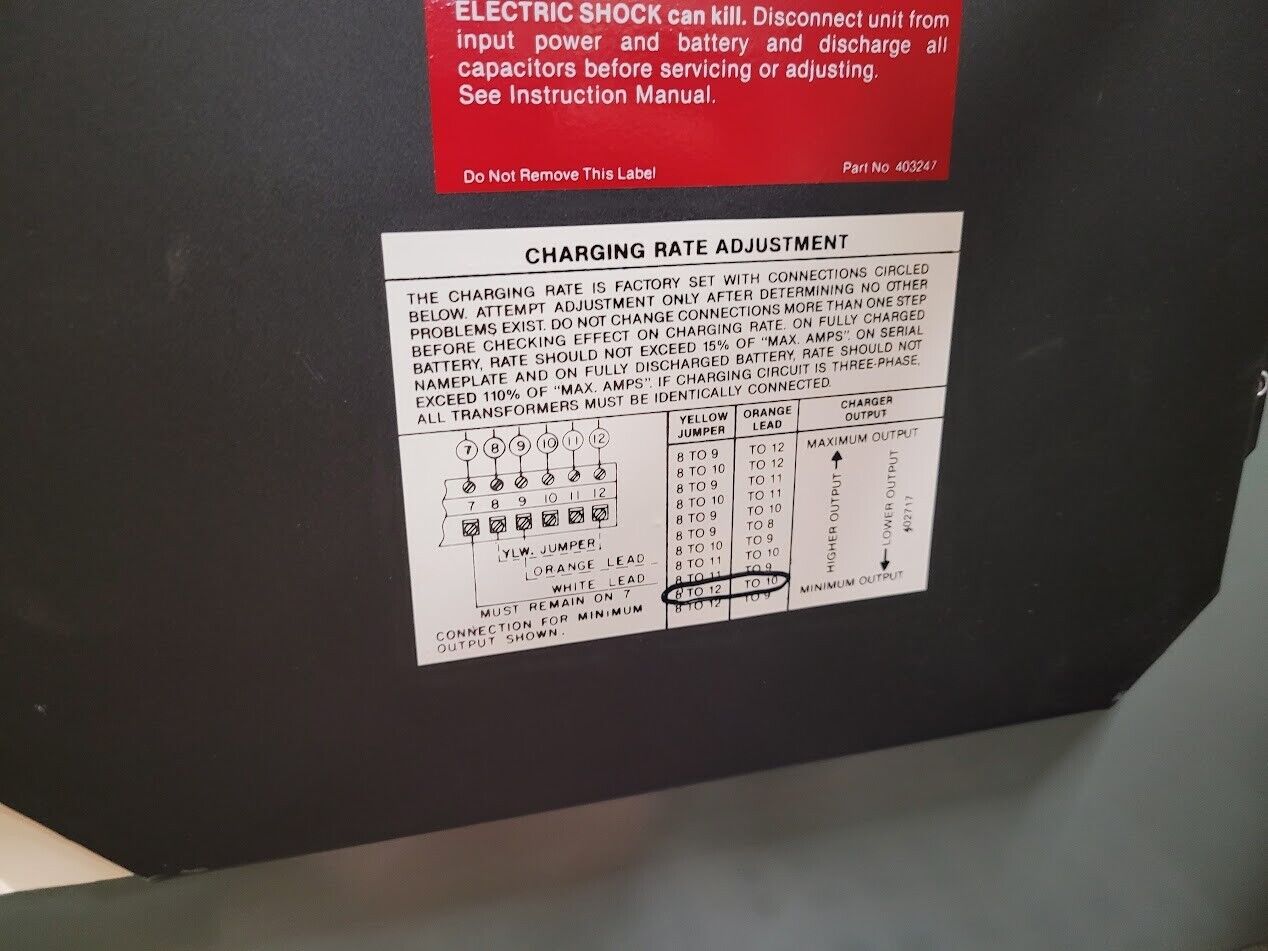 ELECTRIC SHOCK can kill. Disconnect unit from
input power and battery and discharge all
capacitors before servicing or adjusting.
See Instruction Manual.
Do Not Remove This Label Part No 403247
CHARGING RATE ADJUSTMENT
THE CHARGING RATE IS FACTORY SET WITH CONNECTIONS CIRCLED
BELOW. ATTEMPT ADJUSTMENT ONLY AFTER DETERMINING NO OTHER
PROBLEMS EXIST. DO NOT CHANGE CONNECTIONS MORE THAN ONE STEP
BEFORE CHECKING EFFECT ON CHARGING RATE. ON FULLY CHARGED
BATTERY, RATE SHOULD NOT EXCEED 15% OF "MAX. AMPS". ON SERIAL
NAMEPLATE AND ON FULLY DISCHARGED BATTERY, RATE SHOULD NOT
EXCEED 110% OF "MAX. AMPS". IF CHARGING CIRCUIT IS THREE-PHASE,
ALL TRANSFORMERS MUST BE IDENTICALLY CONNECTED.
7 8 9 10 11 12
7 8 9 10 11 12
YLW. JUMPER
ORANGE LEAD
WHITE LEAD
MUST REMAIN ON 7
CONNECTION FOR MINIMUM
OUTPUT SHOWN.
YELLOW JUMPER
ORANGE LEAD
CHARGER OUTPUT
8 TO 9 TO 12
8 TO 10 TO 12
8 TO 9 TO 11
8 TO 10 TO 11
8 TO 9 TO 10
8 TO 9 TO 8
8 TO 10 TO 9
8 TO 11 TO 10
8 TO 11 TO 9
8 TO 12 TO 10
8 TO 12 TO 9
MAXIMUM OUTPUT
HIGHER OUTPUT
LOWER OUTPUT
MINIMUM OUTPUT
402717